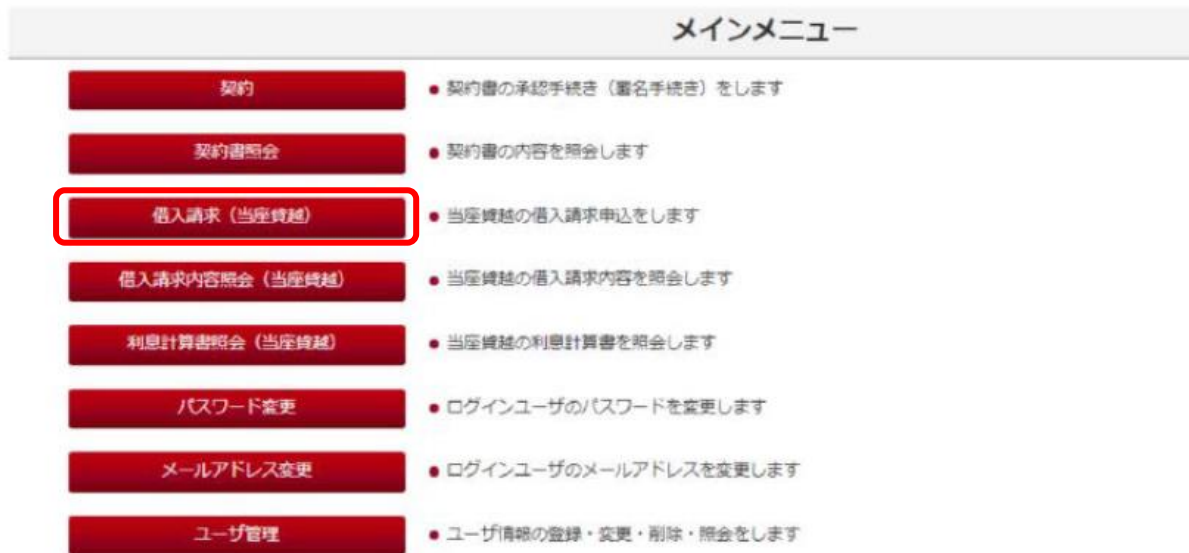 メインメニュー
契約 ● 契約書の承認手続き（署名手続き）をします
契約書照会 ● 契約書の内容を照会します
借入請求（当座貸越） ● 当座貸越の借入請求申込をします
借入請求内容照会（当座貸越） ● 当座貸越の借入請求内容を照会します
利息計算書照会（当座貸越） ● 当座貸越の利息計算書を照会します
パスワード変更 ● ログインユーザのパスワードを変更します
メールアドレス変更 ● ログインユーザのメールアドレスを変更します
ユーザ管理 ● ユーザ情報の登録・変更・削除・照会をします